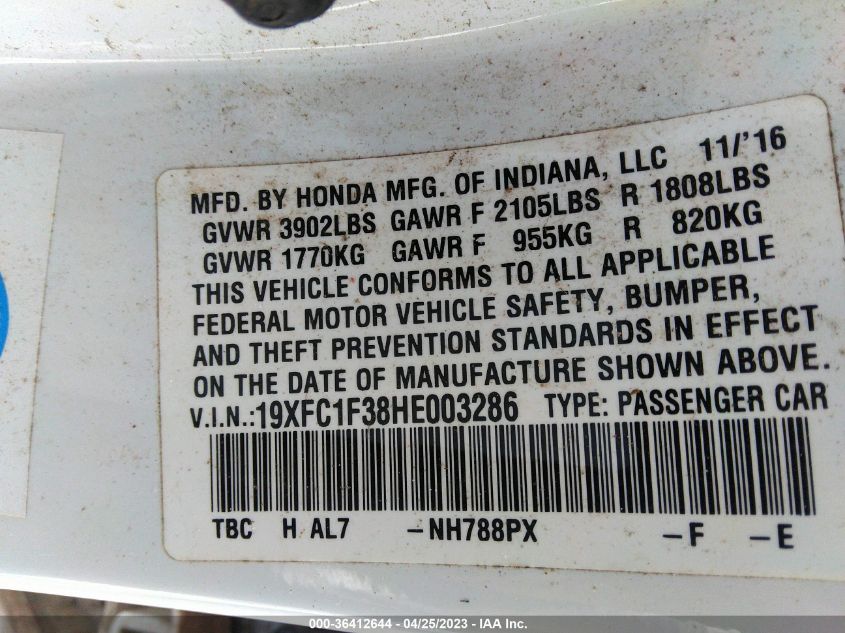 MFD. BY HONDA MFG. OF INDIANA, LLC 11/'16
GVWR 3902LBS GAWR F 2105LBS R 1808LBS
GVWR 1770KG GAWR F 955KG R 820KG
THIS VEHICLE CONFORMS TO ALL APPLICABLE
FEDERAL MOTOR VEHICLE SAFETY, BUMPER,
AND THEFT PREVENTION STANDARDS IN EFFECT
ON THE DATE OF MANUFACTURE SHOWN ABOVE.
V.I.N.:19XFC1F38HE003286 TYPE: PASSENGER CAR
TBC H AL7 -NH788PX -F -E
000-36412644 - 04/25/2023 - IAA Inc.